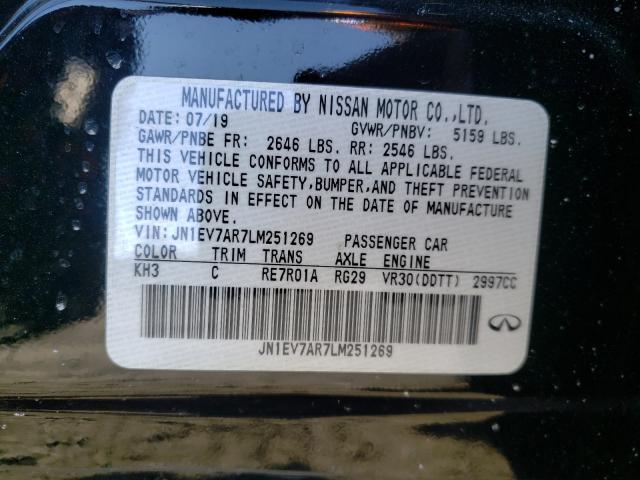 MANUFACTURED BY NISSAN MOTOR CO.,LTD.
DATE: 07/19 GVWR/PNBV: 5159 LBS.
GAWR/PNBE FR: 2646 LBS. RR: 2546 LBS.
THIS VEHICLE CONFORMS TO ALL APPLICABLE FEDERAL
MOTOR VEHICLE SAFETY,BUMPER,AND THEFT PREVENTION
STANDARDS IN EFFECT ON THE DATE OF MANUFACTURE
SHOWN ABOVE.
VIN:JN1EV7AR7LM251269 PASSENGER CAR
COLOR TRIM TRANS AXLE ENGINE
KH3 C RE7R01A RG29 VR30(DDTT) 2997CC
JN1EV7AR7LM251269